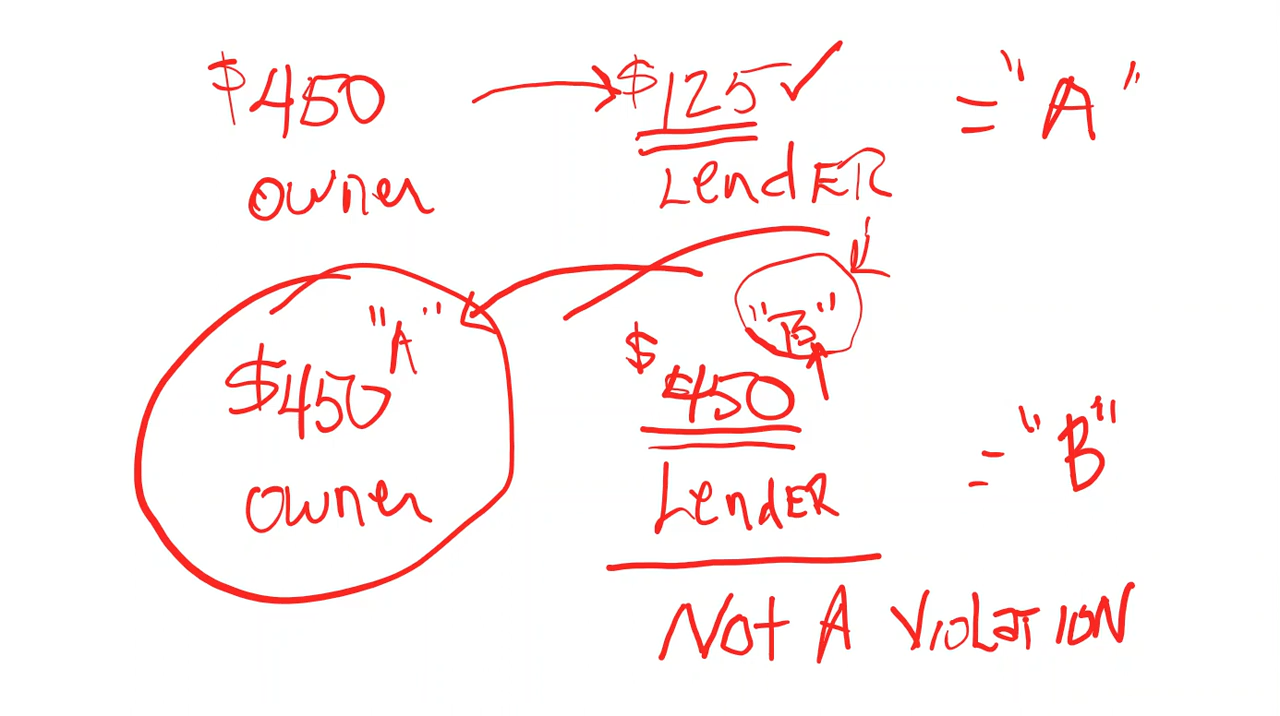 $450 $125 = "A"
owner LendER
"A" "B"
$450 $450
= "B"
owner LendER
Not A VIOLATION